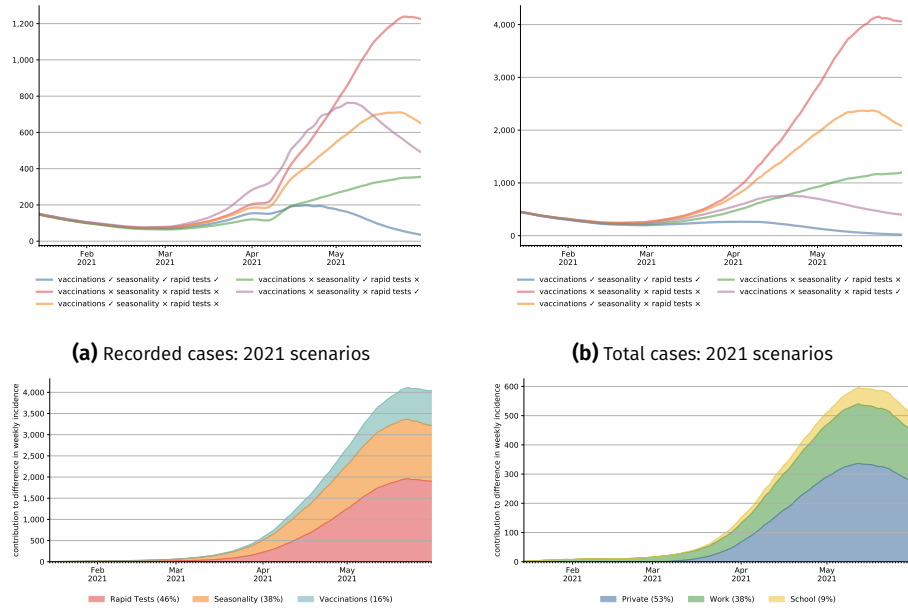 1,200
1,000
800
600
400
200
0
Feb
2021
Mar
2021
Apr
2021
May
2021
vaccinations ✓ seasonality ✓ rapid tests ✓
vaccinations × seasonality × rapid tests ×
vaccinations ✓ seasonality × rapid tests ×
vaccinations × seasonality ✓ rapid tests ×
vaccinations × seasonality × rapid tests ✓
(a) Recorded cases: 2021 scenarios
4,000
3,000
2,000
1,000
0
Feb
2021
Mar
2021
Apr
2021
May
2021
vaccinations ✓ seasonality ✓ rapid tests ✓
vaccinations × seasonality × rapid tests ×
vaccinations ✓ seasonality × rapid tests ×
vaccinations × seasonality ✓ rapid tests ×
vaccinations × seasonality × rapid tests ✓
(b) Total cases: 2021 scenarios
contribution to difference in weekly incidence
4,000
3,500
3,000
2,500
2,000
1,500
1,000
500
0
Feb
2021
Mar
2021
Apr
2021
May
2021
Rapid Tests (46%)
Seasonality (38%)
Vaccinations (16%)
contribution to difference in weekly incidence
600
500
400
300
200
100
0
Feb
2021
Mar
2021
Apr
2021
May
2021
Private (53%)
Work (38%)
School (9%)